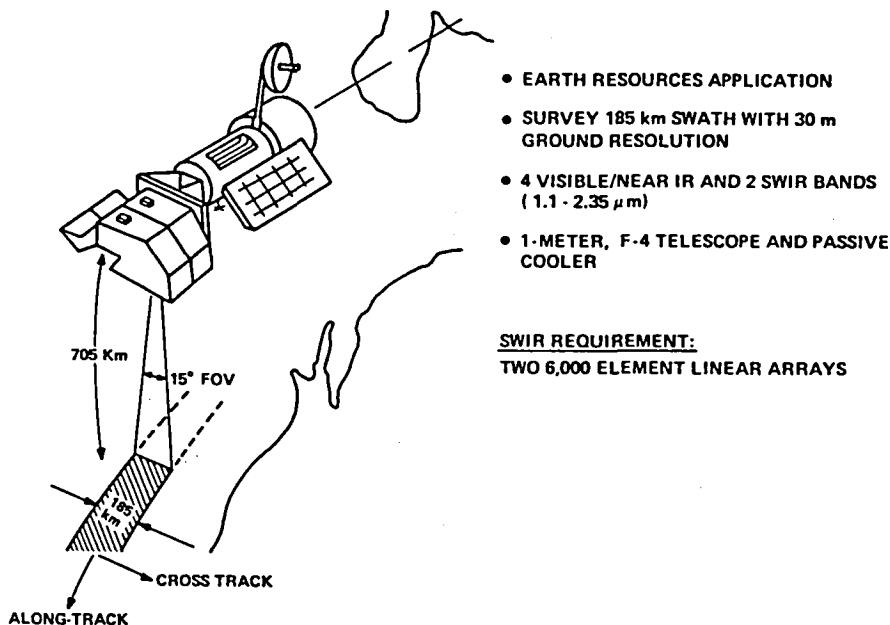 • EARTH RESOURCES APPLICATION
• SURVEY 185 km SWATH WITH 30 m
GROUND RESOLUTION
• 4 VISIBLE/NEAR IR AND 2 SWIR BANDS
( 1.1 - 2.35 μm)
• 1-METER, F-4 TELESCOPE AND PASSIVE
COOLER
SWIR REQUIREMENT:
TWO 6,000 ELEMENT LINEAR ARRAYS
705 Km
15° FOV
185
km
CROSS TRACK
ALONG-TRACK